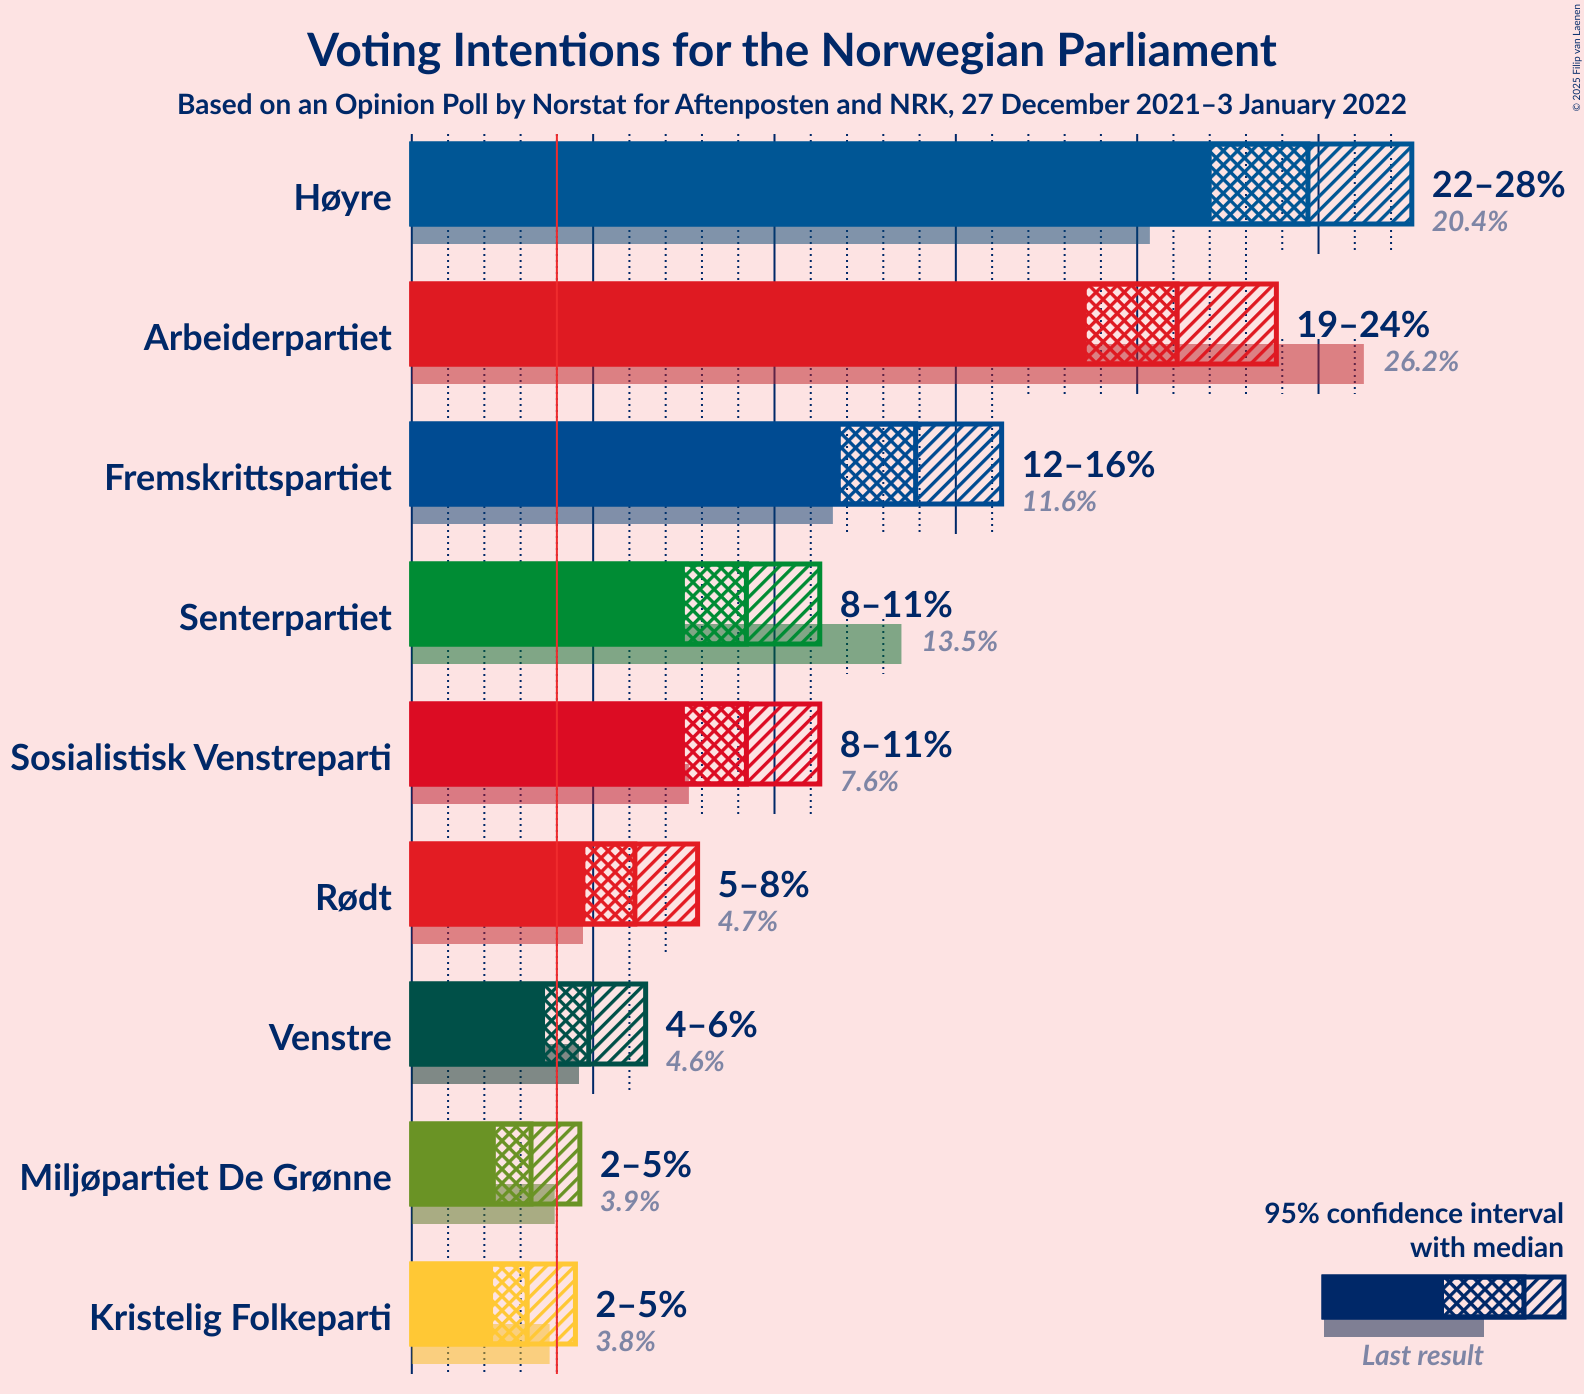 Voting Intentions for the Norwegian Parliament
Based on an Opinion Poll by Norstat for Aftenposten and NRK, 27 December 2021–3 January 2022
© 2025 Filip van Laenen
Høyre
22–28%
20.4%
Arbeiderpartiet
19–24%
26.2%
Fremskrittspartiet
12–16%
11.6%
Senterpartiet
8–11%
13.5%
Sosialistisk Venstreparti
8–11%
7.6%
Rødt
5–8%
4.7%
Venstre
4–6%
4.6%
Miljøpartiet De Grønne
2–5%
3.9%
Kristelig Folkeparti
2–5%
3.8%
95% confidence interval
with median
Last result